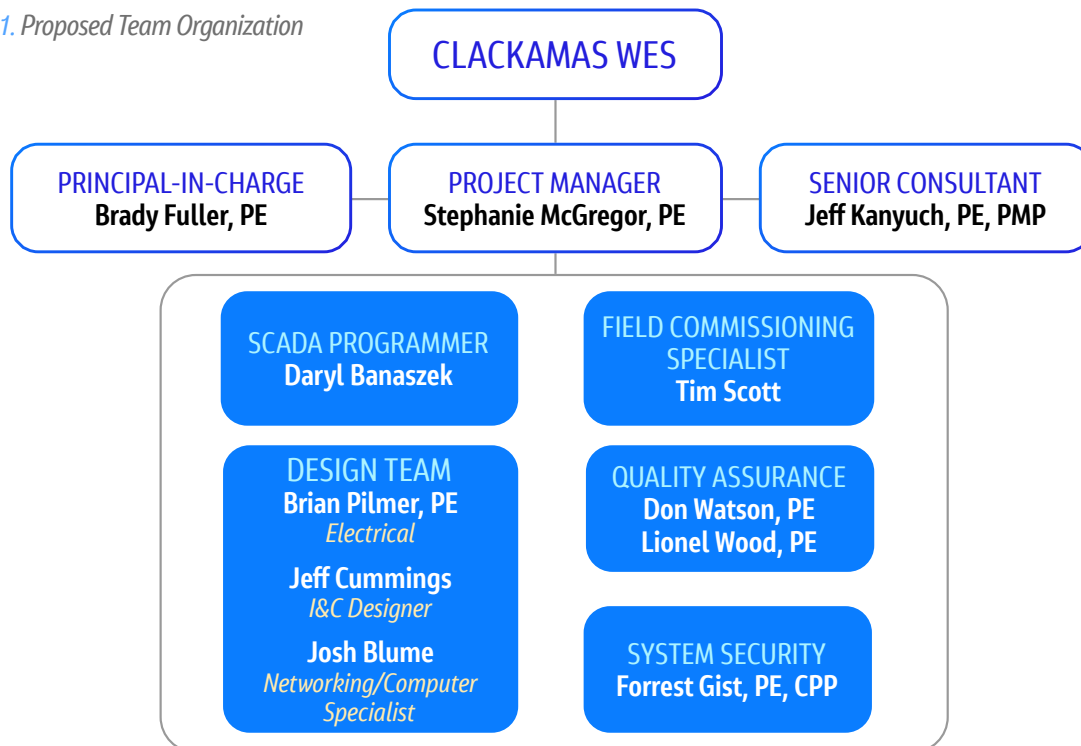 1. Proposed Team Organization
CLACKAMAS WES
PRINCIPAL-IN-CHARGE
Brady Fuller, PE
PROJECT MANAGER
Stephanie McGregor, PE
SENIOR CONSULTANT
Jeff Kanyuch, PE, PMP
SCADA PROGRAMMER
Daryl Banaszek
FIELD COMMISSIONING
SPECIALIST
Tim Scott
DESIGN TEAM
Brian Pilmer, PE
Electrical
Jeff Cummings
I&C Designer
Josh Blume
Networking/Computer
Specialist
QUALITY ASSURANCE
Don Watson, PE
Lionel Wood, PE
SYSTEM SECURITY
Forrest Gist, PE, CPP